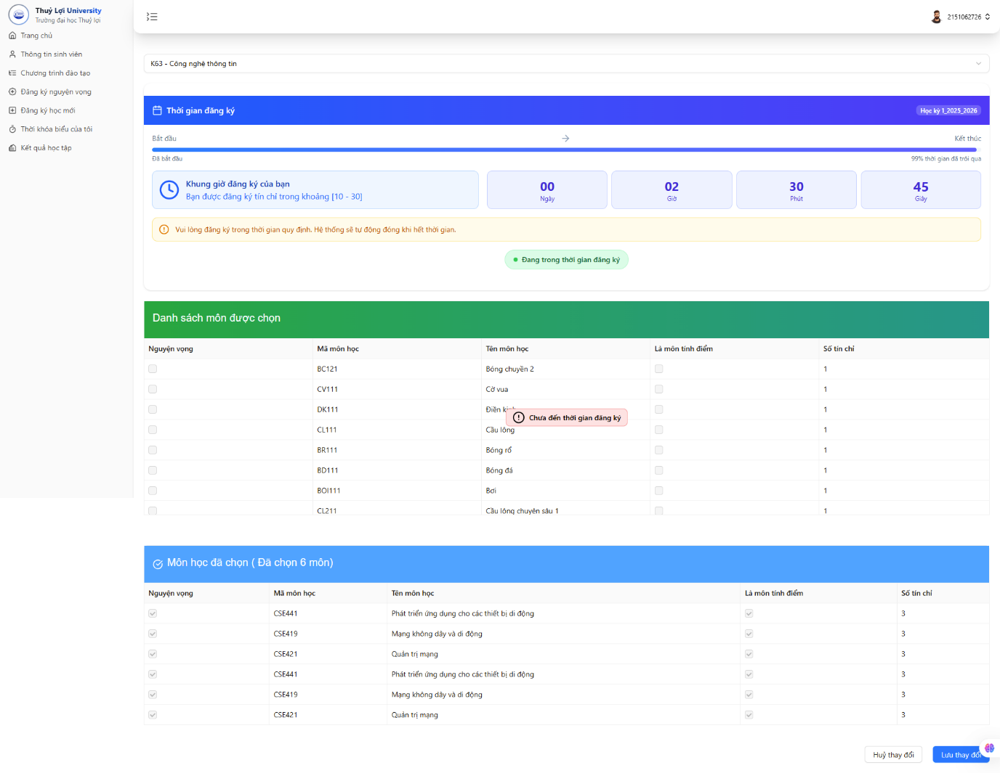 Thuỷ Lợi University
Trường đại học Thuỷ lợi
Trang chủ
Thông tin sinh viên
Chương trình đào tạo
Đăng ký nguyện vọng
Đăng ký học mới
Thời khóa biểu của tôi
Kết quả học tập
2151062726
K63 - Công nghệ thông tin
Thời gian đăng ký
Học kỳ 1_2025_2026
Bắt đầu
Kết thúc
Đã bắt đầu
99% thời gian đã trôi qua
Khung giờ đăng ký của bạn
Bạn được đăng ký tín chỉ trong khoảng [10 - 30]
00
Ngày
02
Giờ
30
Phút
45
Giây
Vui lòng đăng ký trong thời gian quy định. Hệ thống sẽ tự động đóng khi hết thời gian.
Đang trong thời gian đăng ký
Danh sách môn được chọn
Nguyện vọng Mã môn học Tên môn học Là môn tính điểm Số tín chỉ
BC121 Bóng chuyền 2 1
CV111 Cờ vua 1
DK111 Điền 1
Chưa đến thời gian đăng ký
CL111 Cầu lông 1
BR111 Bóng rổ 1
BD111 Bóng đá 1
BOI111 Bơi 1
CL211 Cầu lông chuyên sâu 1 1
Môn học đã chọn ( Đã chọn 6 môn)
Nguyện vọng Mã môn học Tên môn học Là môn tính điểm Số tín chỉ
CSE441 Phát triển ứng dụng cho các thiết bị di động 3
CSE419 Mạng không dây và di động 3
CSE421 Quản trị mạng 3
CSE441 Phát triển ứng dụng cho các thiết bị di động 3
CSE419 Mạng không dây và di động 3
CSE421 Quản trị mạng 3
Huỷ thay đổi
Lưu thay đổi